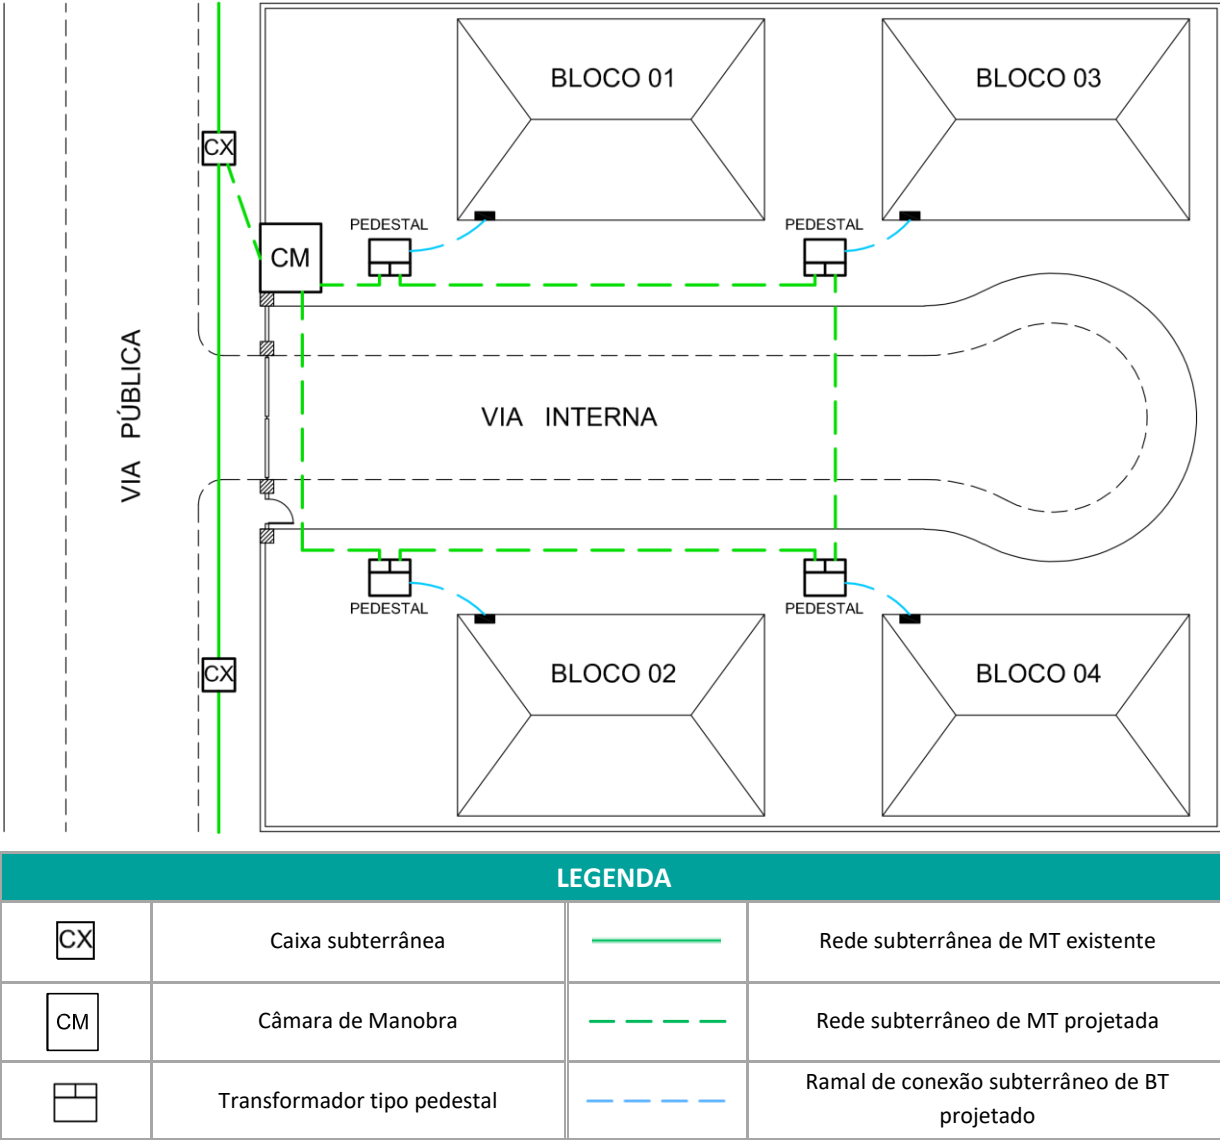 BLOCO 01
BLOCO 03
CX
PEDESTAL
PEDESTAL
CM
VIA PÚBLICA
VIA INTERNA
PEDESTAL
PEDESTAL
CX
BLOCO 02
BLOCO 04
LEGENDA
CX
Caixa subterrânea
Rede subterrânea de MT existente
CM
Câmara de Manobra
Rede subterrâneo de MT projetada
Transformador tipo pedestal
Ramal de conexão subterrâneo de BT
projetado